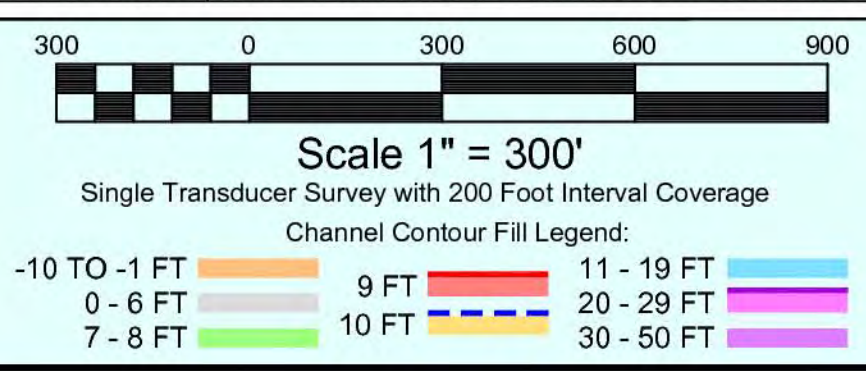 300 0 300 600 900
Scale 1" = 300'
Single Transducer Survey with 200 Foot Interval Coverage
Channel Contour Fill Legend:
-10 TO -1 FT
0 - 6 FT
7 - 8 FT
9 FT
10 FT
11 - 19 FT
20 - 29 FT
30 - 50 FT